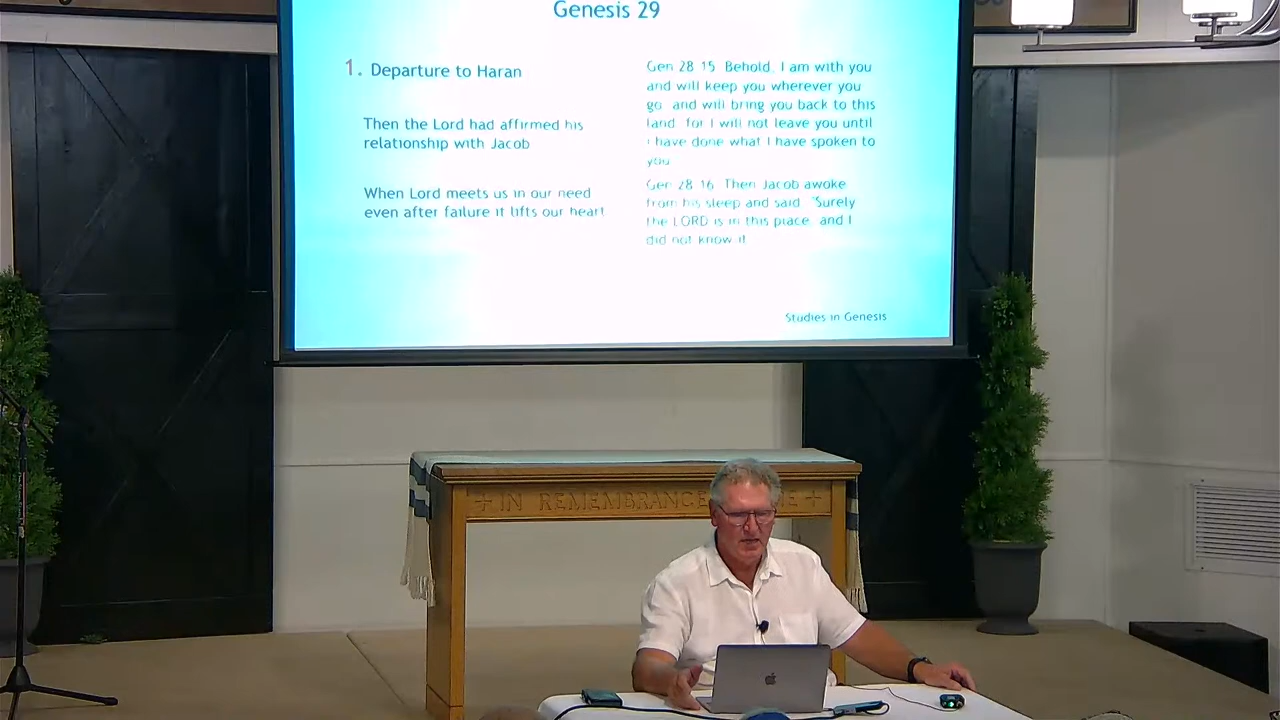 Genesis 29
1. Departure to Haran
Then the Lord had affirmed his
relationship with Jacob
When Lord meets us in our need
even after failure it lifts our heart
Gen 28 15 Behold, I am with you
and will keep you wherever you
go and will bring you back to this
land for I will not leave you until
I have done what I have spoken to
you
Gen 28 16 Then Jacob awoke
from his sleep and said "Surely
the LORD is in this place and I
did not know it
Studies in Genesis
IN REMEMBRANCE